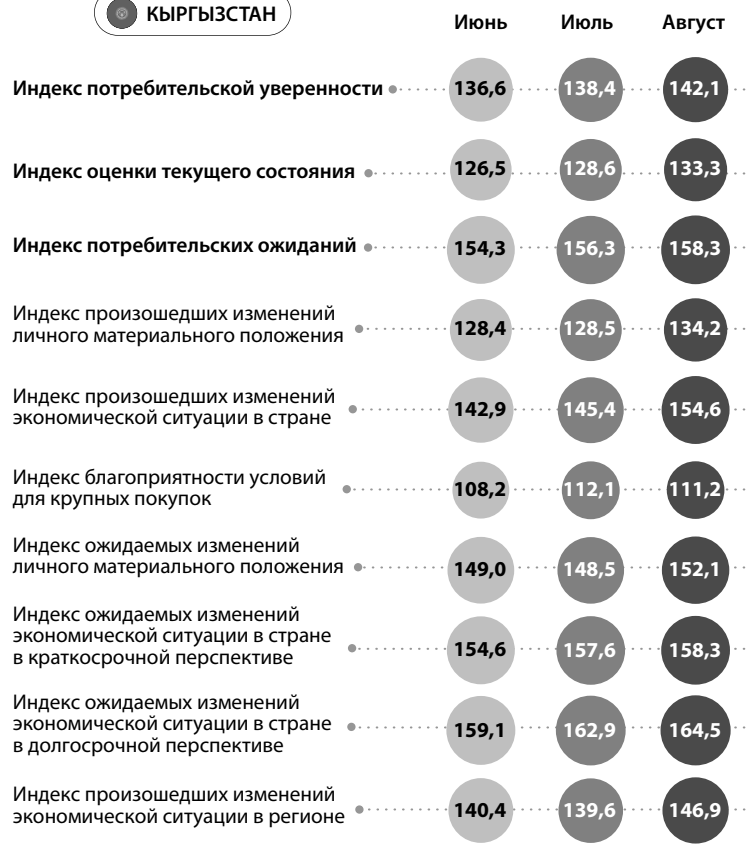 КЫРГЫЗСТАН
Июнь Июль Август
Индекс потребительской уверенности 136,6 138,4 142,1
Индекс оценки текущего состояния 126,5 128,6 133,3
Индекс потребительских ожиданий 154,3 156,3 158,3
Индекс произошедших изменений
личного материального положения 128,4 128,5 134,2
Индекс произошедших изменений
экономической ситуации в стране 142,9 145,4 154,6
Индекс благоприятности условий
для крупных покупок 108,2 112,1 111,2
Индекс ожидаемых изменений
личного материального положения 149,0 148,5 152,1
Индекс ожидаемых изменений
экономической ситуации в стране
в краткосрочной перспективе 154,6 157,6 158,3
Индекс ожидаемых изменений
экономической ситуации в стране
в долгосрочной перспективе 159,1 162,9 164,5
Индекс произошедших изменений
экономической ситуации в регионе 140,4 139,6 146,9